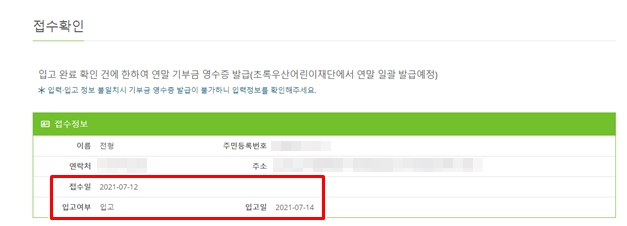 접수확인
입고 완료 확인 건에 한하여 연말 기부금 영수증 발급(초록우산어린이재단에서 연말 일괄 발급예정)
* 입력·입고 정보 불일치시 기부금 영수증 발급이 불가하니 입력정보를 확인해주세요.
접수정보
이름 전형 주민등록번호
연락처 주소
접수일 2021-07-12
입고여부 입고 입고일 2021-07-14